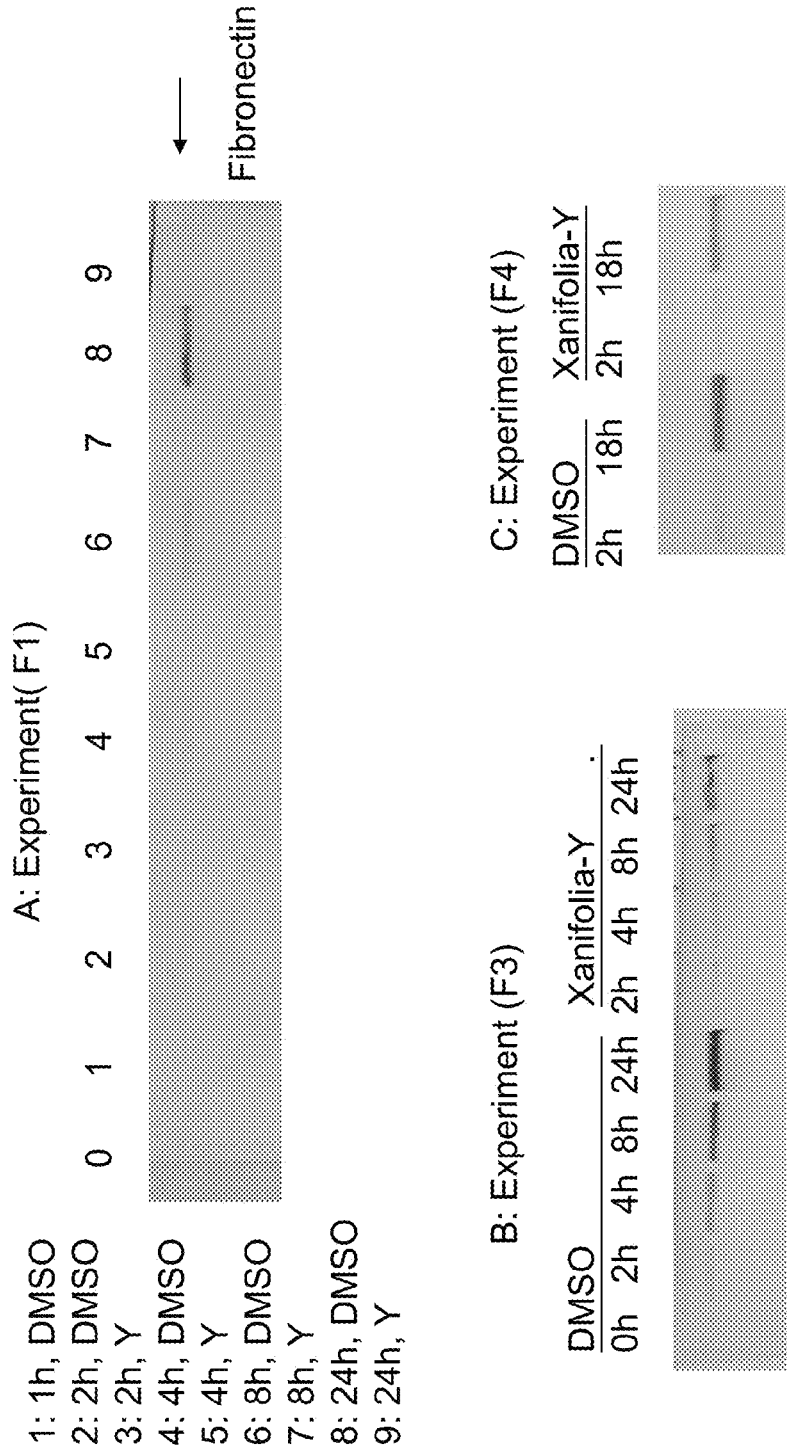 A: Experiment( F1)
1: 1h, DMSO
2: 2h, DMSO
3: 2h, Y
4: 4h, DMSO
5: 4h, Y
6: 8h, DMSO
7: 8h, Y
8: 24h, DMSO
9: 24h, Y
0 1 2 3 4 5 6 7 8 9
Fibronectin
B: Experiment (F3)
DMSO Xanifolia-Y
0h 2h 4h 8h 24h 2h 4h 8h 24h
C: Experiment (F4)
DMSO Xanifolia-Y
2h 18h 2h 18h